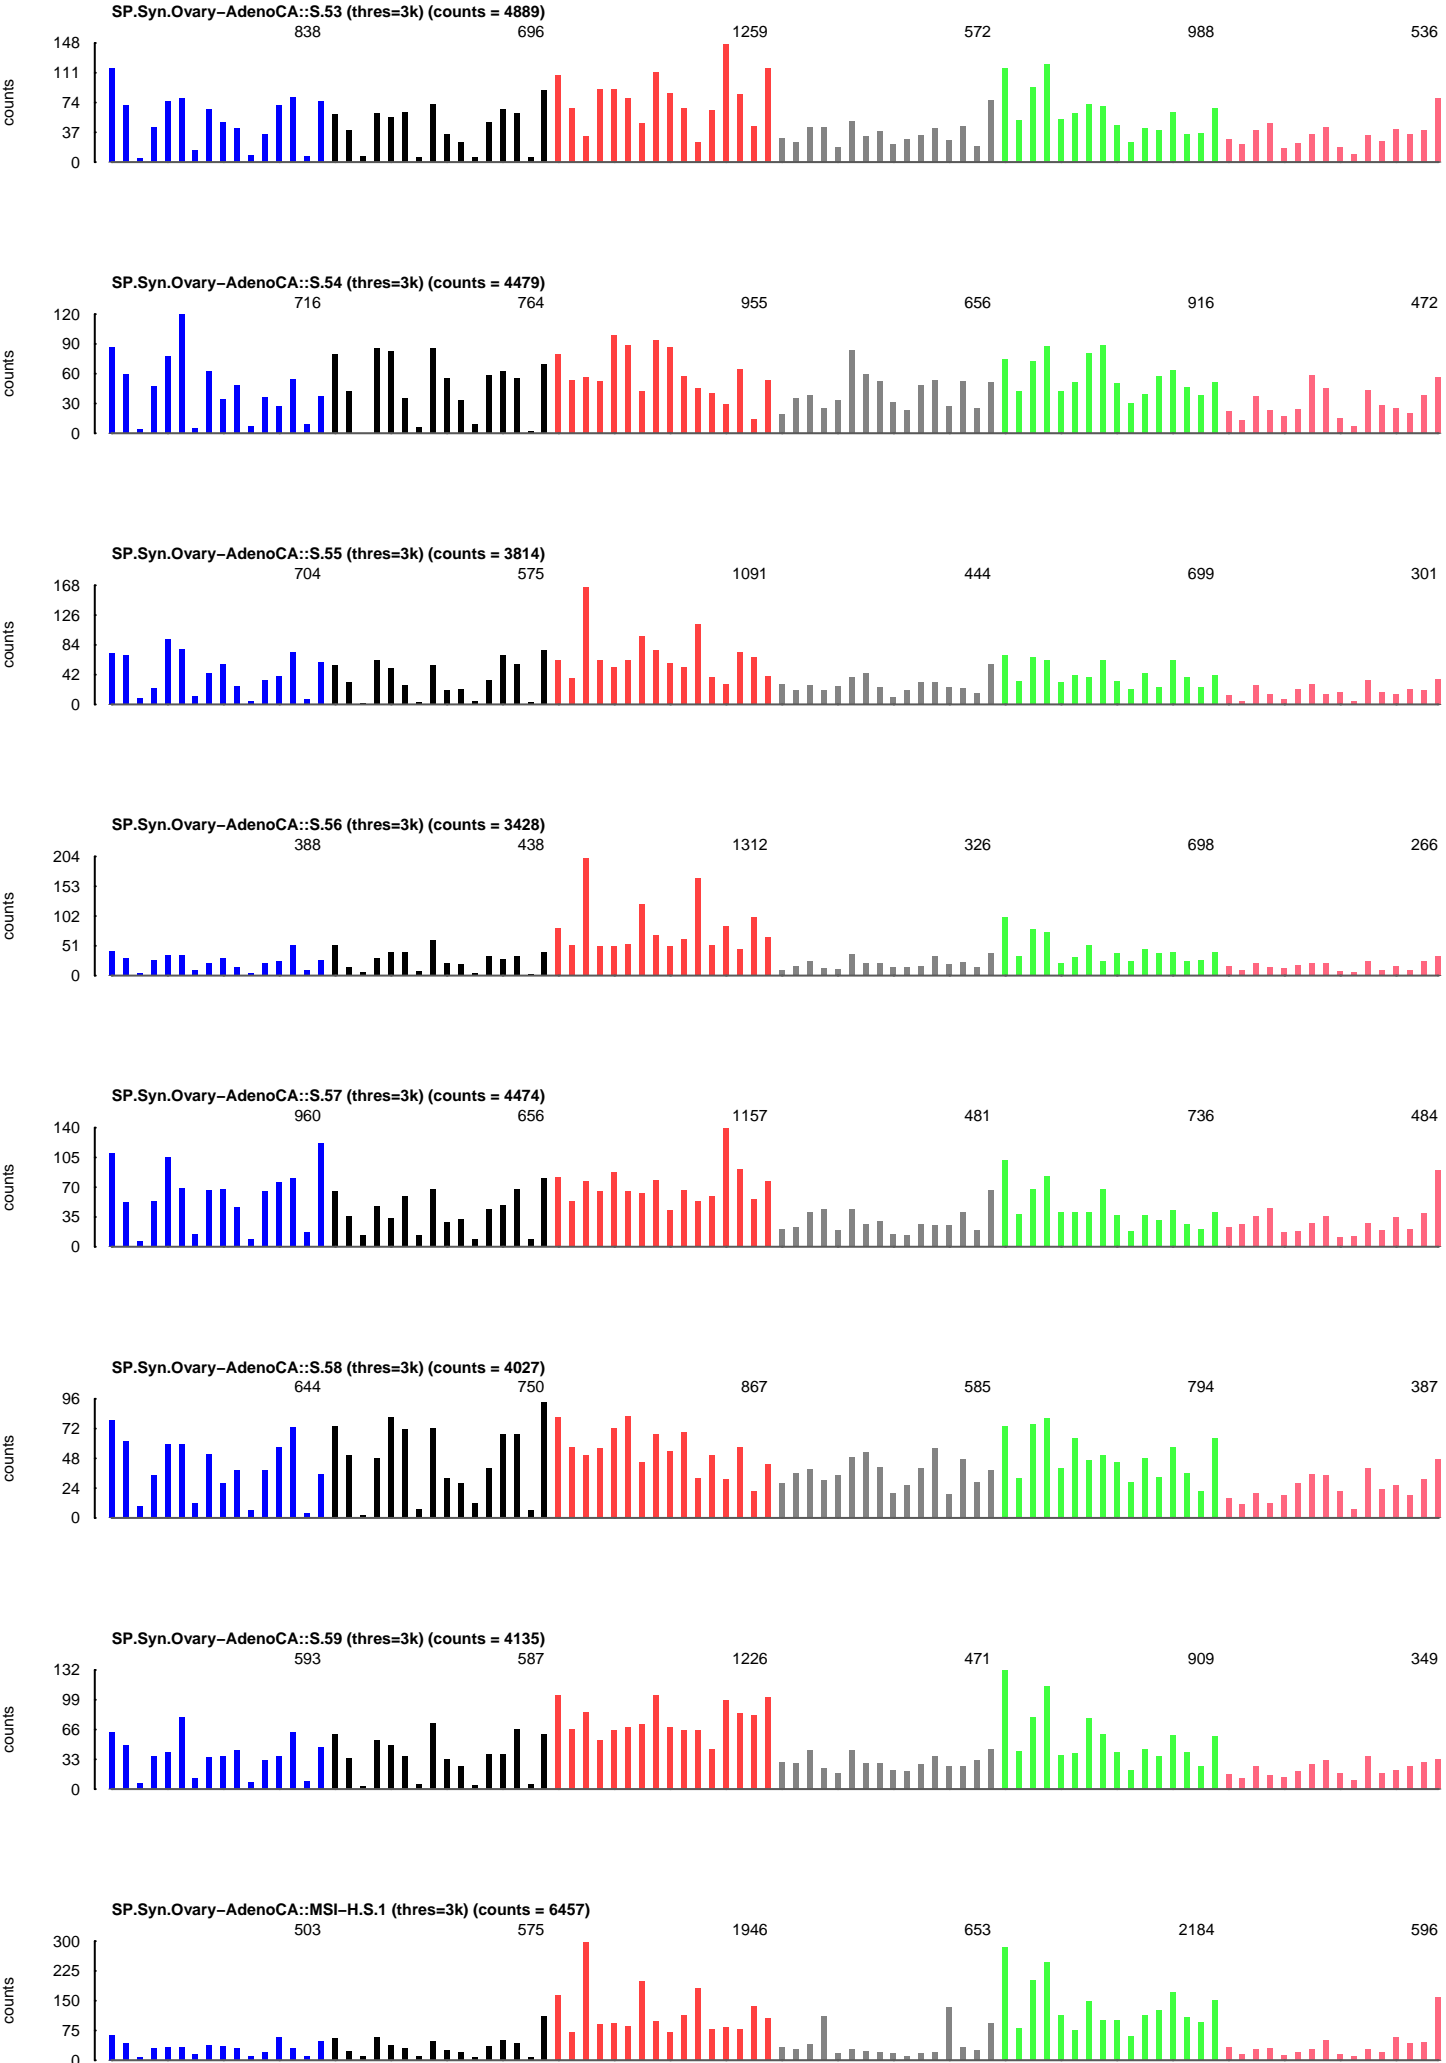 SP.Syn.Ovary−AdenoCA::S.53 (thres=3k) (counts = 4889)
838 696 1259 572 988 536
148
111
74
37
0
counts
SP.Syn.Ovary−AdenoCA::S.54 (thres=3k) (counts = 4479)
716 764 955 656 916 472
120
90
60
30
0
counts
SP.Syn.Ovary−AdenoCA::S.55 (thres=3k) (counts = 3814)
704 575 1091 444 699 301
168
126
84
42
0
counts
SP.Syn.Ovary−AdenoCA::S.56 (thres=3k) (counts = 3428)
388 438 1312 326 698 266
204
153
102
51
0
counts
SP.Syn.Ovary−AdenoCA::S.57 (thres=3k) (counts = 4474)
960 656 1157 481 736 484
140
105
70
35
0
counts
SP.Syn.Ovary−AdenoCA::S.58 (thres=3k) (counts = 4027)
644 750 867 585 794 387
96
72
48
24
0
counts
SP.Syn.Ovary−AdenoCA::S.59 (thres=3k) (counts = 4135)
593 587 1226 471 909 349
132
99
66
33
0
counts
SP.Syn.Ovary−AdenoCA::MSI−H.S.1 (thres=3k) (counts = 6457)
503 575 1946 653 2184 596
300
225
150
75
0
counts